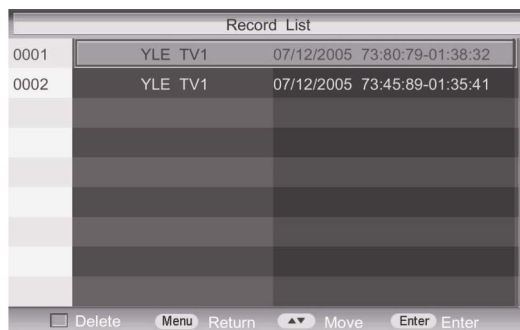 Record List
0001 YLE TV1 07/12/2005 73:80:79-01:38:32
0002 YLE TV1 07/12/2005 73:45:89-01:35:41
Delete Menu Return ▲▼ Move Enter Enter